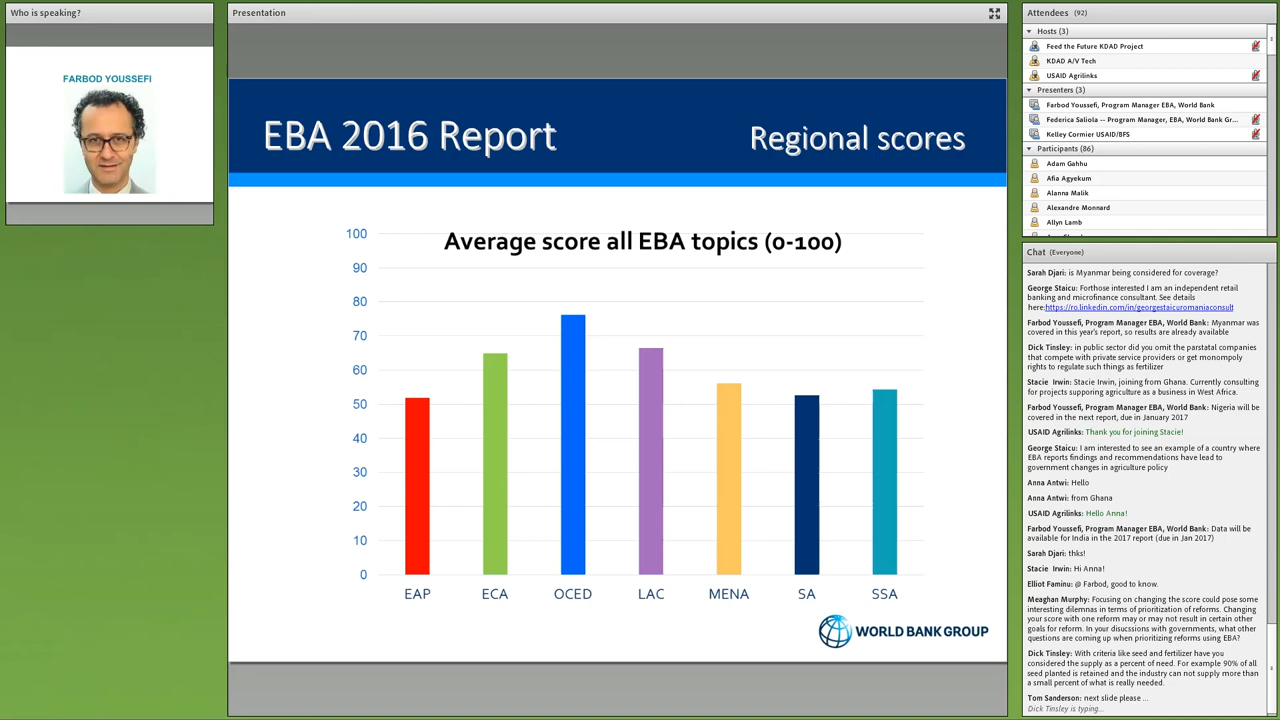 Who is speaking?
FARBOD YOUSSEFI
Presentation
EBA 2016 Report
Regional scores
Average score all EBA topics (0-100)
100
90
80
70
60
50
40
30
20
10
0
EAP
ECA
OCED
LAC
MENA
SA
SSA
WORLD BANK GROUP
Attendees (92)
Hosts (3)
Feed the Future KDAD Project
KDAD A/V Tech
USAID Agrilinks
Presenters (3)
Farbod Youssefi, Program Manager EBA, World Bank
Federica Saliola -- Program Manager, EBA, World Bank Gr...
Kelley Cormier USAID/BFS
Participants (86)
Adam Gahhu
Afia Agyekum
Alanna Malik
Alexandre Monnard
Allyn Lamb
Chat (Everyone)
Sarah Djari: is Myanmar being considered for coverage?
George Staicu: Forthose interested I am an independent retail
banking and microfinance consultant. See details
here:https://ro.linkedin.com/in/georgestaicuromaniaconsult
Farbod Youssefi, Program Manager EBA, World Bank: Myanmar was
covered in this year's report, so results are already available
Dick Tinsley: in public sector did you omit the parstatal companies
that compete with private service providers or get monompoly
rights to regulate such things as fertilizer
Stacie Irwin: Stacie Irwin, joining from Ghana. Currently consulting
for projects supporing agriculture as a business in West Africa.
Farbod Youssefi, Program Manager EBA, World Bank: Nigeria will be
covered in the next report, due in January 2017
USAID Agrilinks: Thank you for joining Stacie!
George Staicu: I am interested to see an example of a country where
EBA reports findings and recommendations have lead to
government changes in agriculture policy
Anna Antwi: Hello
Anna Antwi: from Ghana
USAID Agrilinks: Hello Anna!
Farbod Youssefi, Program Manager EBA, World Bank: Data will be
available for India in the 2017 report (due in Jan 2017)
Sarah Djari: thks!
Stacie Irwin: Hi Anna!
Elliot Faminu: @ Farbod, good to know.
Meaghan Murphy: Focusing on changing the score could pose some
interesting dilemnas in terms of prioritization of reforms. Changing
your score with one reform may or may not result in certain other
goals for reform. In your disucssions with governments, what other
questions are coming up when prioritizing reforms using EBA?
Dick Tinsley: With criteria like seed and fertilizer have you
considered the supply as a percent of need. For example 90% of all
seed planted is retained and the industry can not supply more than
a small percent of what is really needed.
Tom Sanderson: next slide please ...
Dick Tinsley is typing...